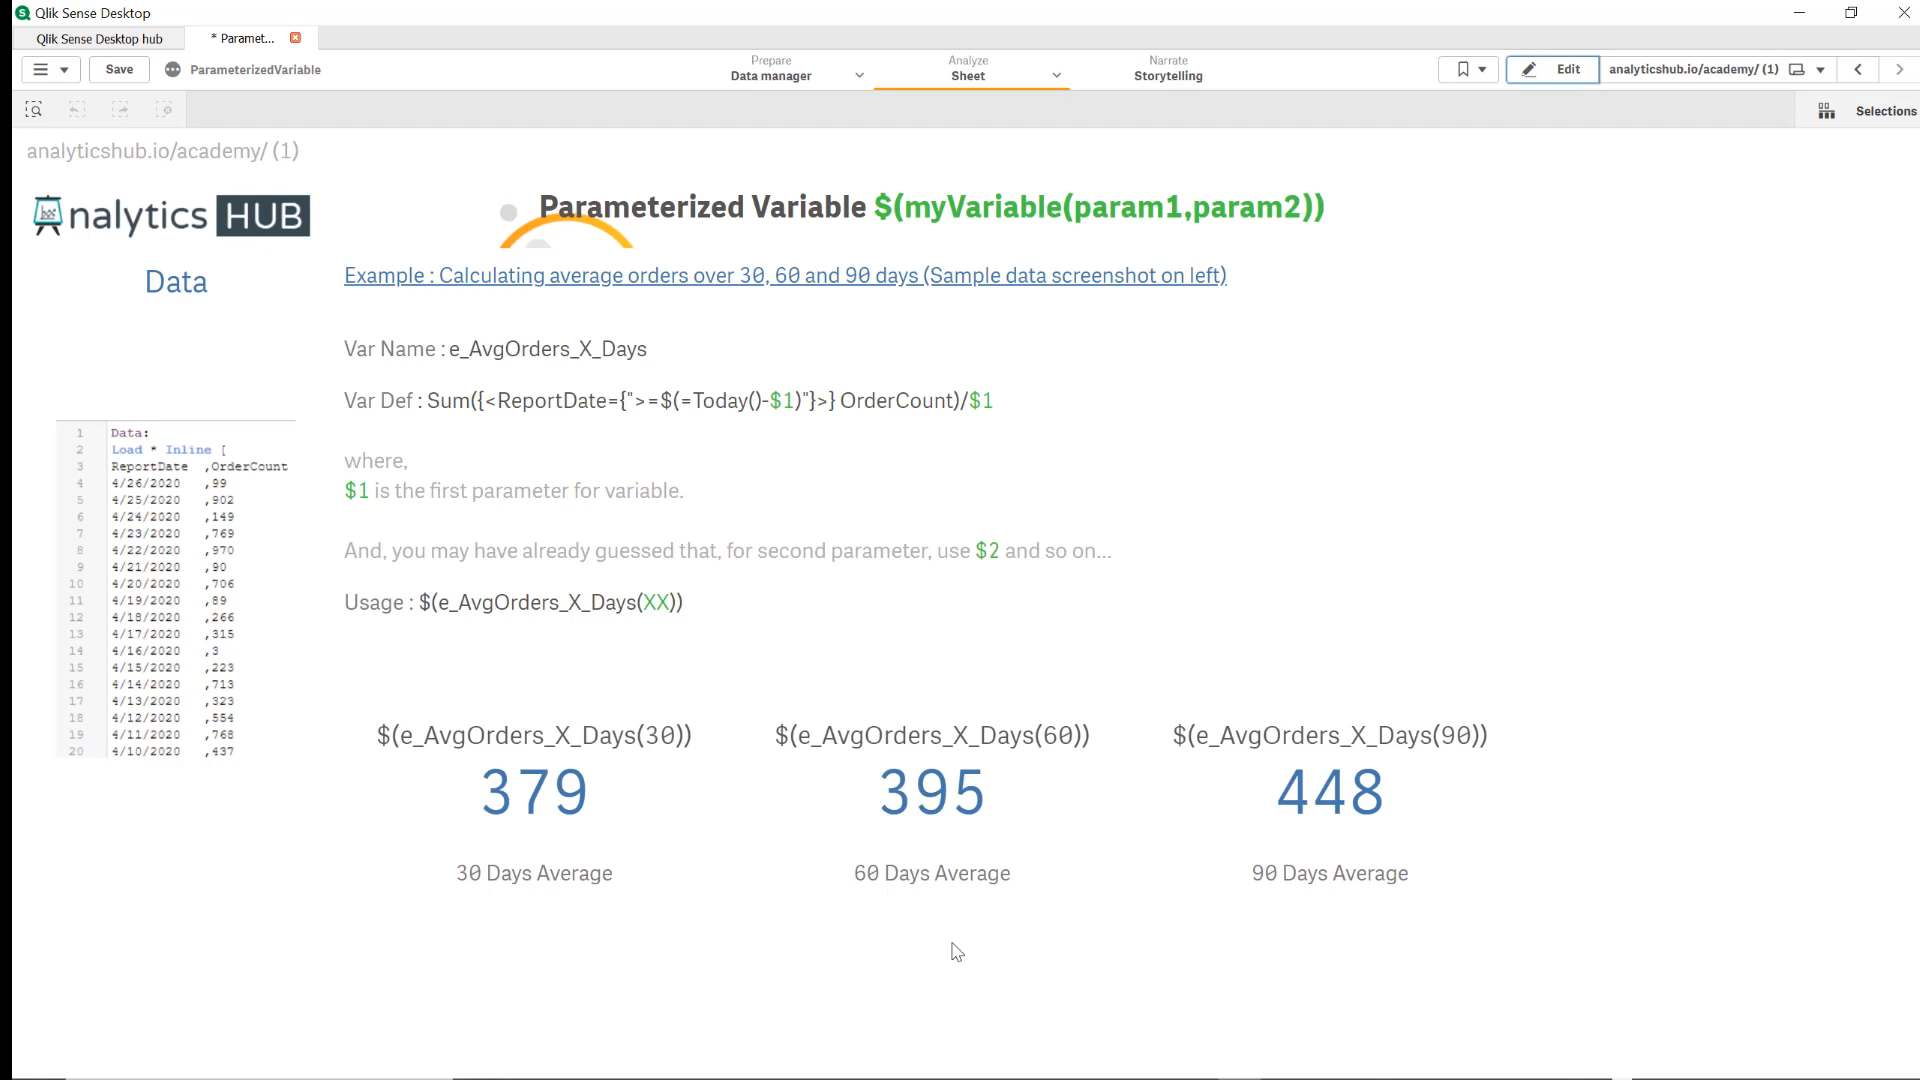 Qlik Sense Desktop
Qlik Sense Desktop hub
* Paramet...
Save
ParameterizedVariable
Prepare
Data manager
Analyze
Sheet
Narrate
Storytelling
Edit
analyticshub.io/academy/ (1)
Selections
analyticshub.io/academy/ (1)
nalytics HUB
Parameterized Variable $(myVariable(param1,param2))
Data
Example : Calculating average orders over 30, 60 and 90 days (Sample data screenshot on left)
Var Name : e_AvgOrders_X_Days
Var Def : Sum({<ReportDate={">=$(=Today()-$1)"}>} OrderCount)/$1
where,
$1 is the first parameter for variable.
And, you may have already guessed that, for second parameter, use $2 and so on...
Usage : $(e_AvgOrders_X_Days(XX))
1 Data:
2 Load * Inline [
3 ReportDate ,OrderCount
4 4/26/2020 ,99
5 4/25/2020 ,902
6 4/24/2020 ,149
7 4/23/2020 ,769
8 4/22/2020 ,970
9 4/21/2020 ,90
10 4/20/2020 ,706
11 4/19/2020 ,89
12 4/18/2020 ,266
13 4/17/2020 ,315
14 4/16/2020 ,3
15 4/15/2020 ,223
16 4/14/2020 ,713
17 4/13/2020 ,323
18 4/12/2020 ,554
19 4/11/2020 ,768
20 4/10/2020 ,437
$(e_AvgOrders_X_Days(30))
379
30 Days Average
$(e_AvgOrders_X_Days(60))
395
60 Days Average
$(e_AvgOrders_X_Days(90))
448
90 Days Average